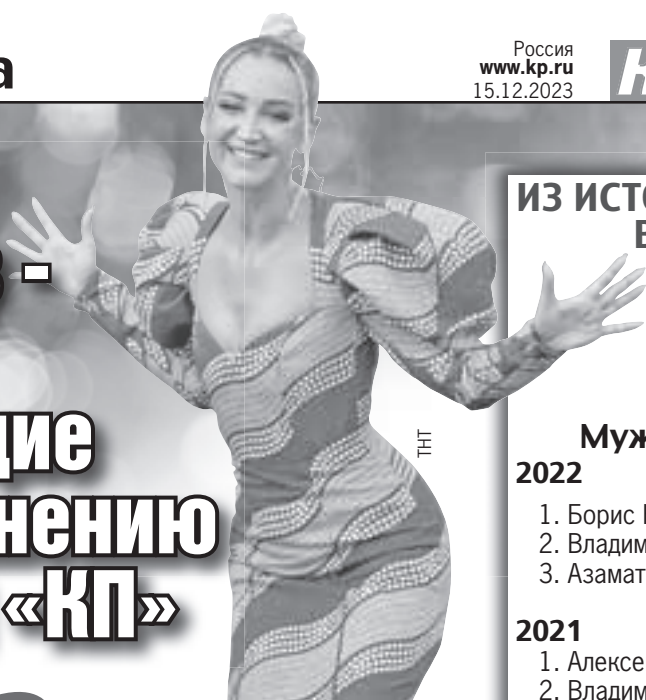 а
Россия
www.kp.ru
15.12.2023
К
-
щие
нению
«КП»
ТНТ
ИЗ ИСТО
В
Муж
2022
1. Борис
2. Владим
3. Азамат
2021
1. Алексе
2. Владим